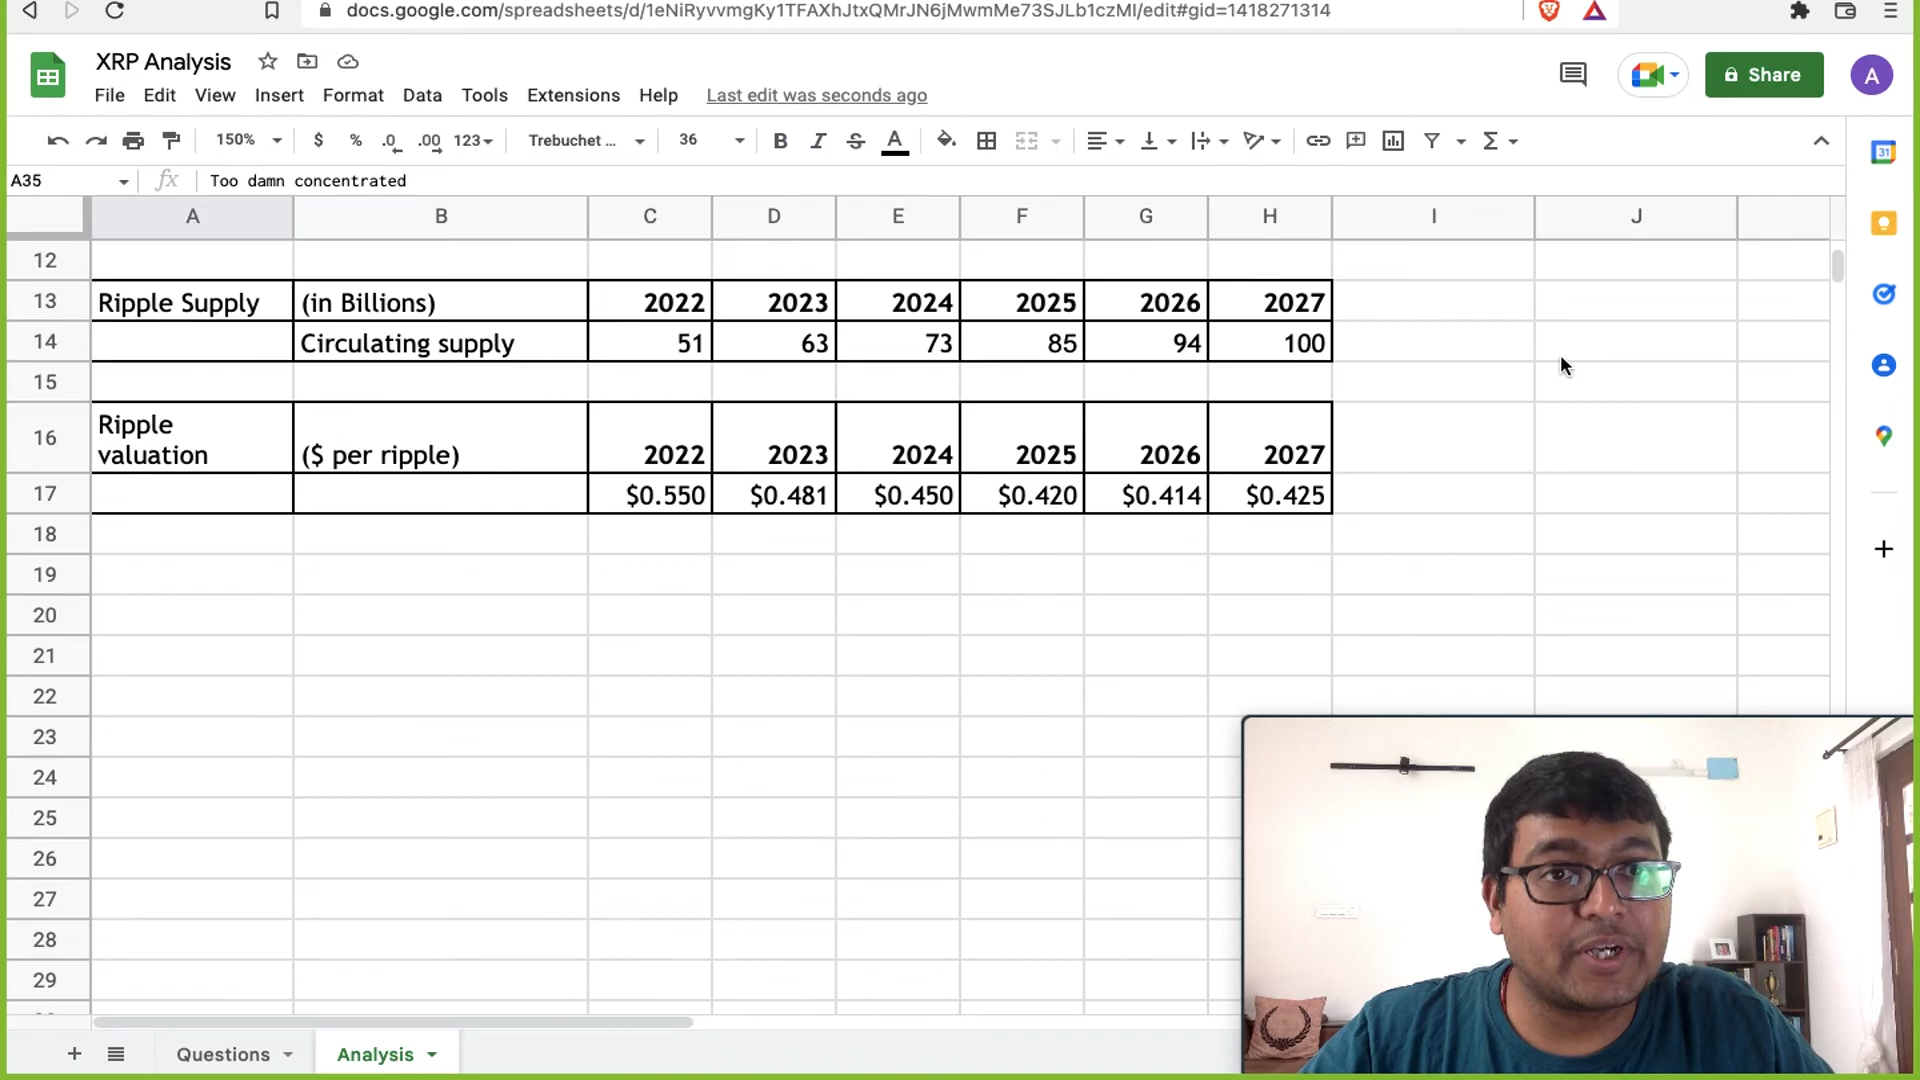 docs.google.com/spreadsheets/d/1eNiRyvvmgKy1TFAXhJtxQMrJN6jMwmMe73SJLb1czMI/edit#gid=1418271314
XRP Analysis
File Edit View Insert Format Data Tools Extensions Help Last edit was seconds ago
Share
A
150% $ % .0 .00 123 Trebuchet ... 36 B I S A
31
A35 fx Too damn concentrated
A B C D E F G H I J
12
13 Ripple Supply (in Billions) 2022 2023 2024 2025 2026 2027
14 Circulating supply 51 63 73 85 94 100
15
16 Ripple valuation ($ per ripple) 2022 2023 2024 2025 2026 2027
17 $0.550 $0.481 $0.450 $0.420 $0.414 $0.425
18
19
20
21
22
23
24
25
26
27
28
29
Questions Analysis